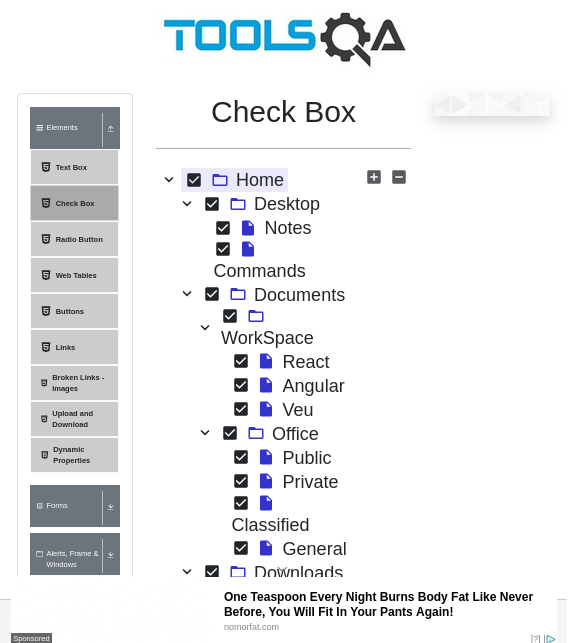 TOOLSQA
Check Box
Elements
Text Box
Check Box
Radio Button
Web Tables
Buttons
Links
Broken Links -
Images
Upload and
Download
Dynamic
Properties
Forms
Alerts, Frame &
Windows
Home
Desktop
Notes
Commands
Documents
WorkSpace
React
Angular
Veu
Office
Public
Private
Classified
General
Downloads
One Teaspoon Every Night Burns Body Fat Like Never
Before, You Will Fit In Your Pants Again!
nomorfat.com
Sponsored
[?]